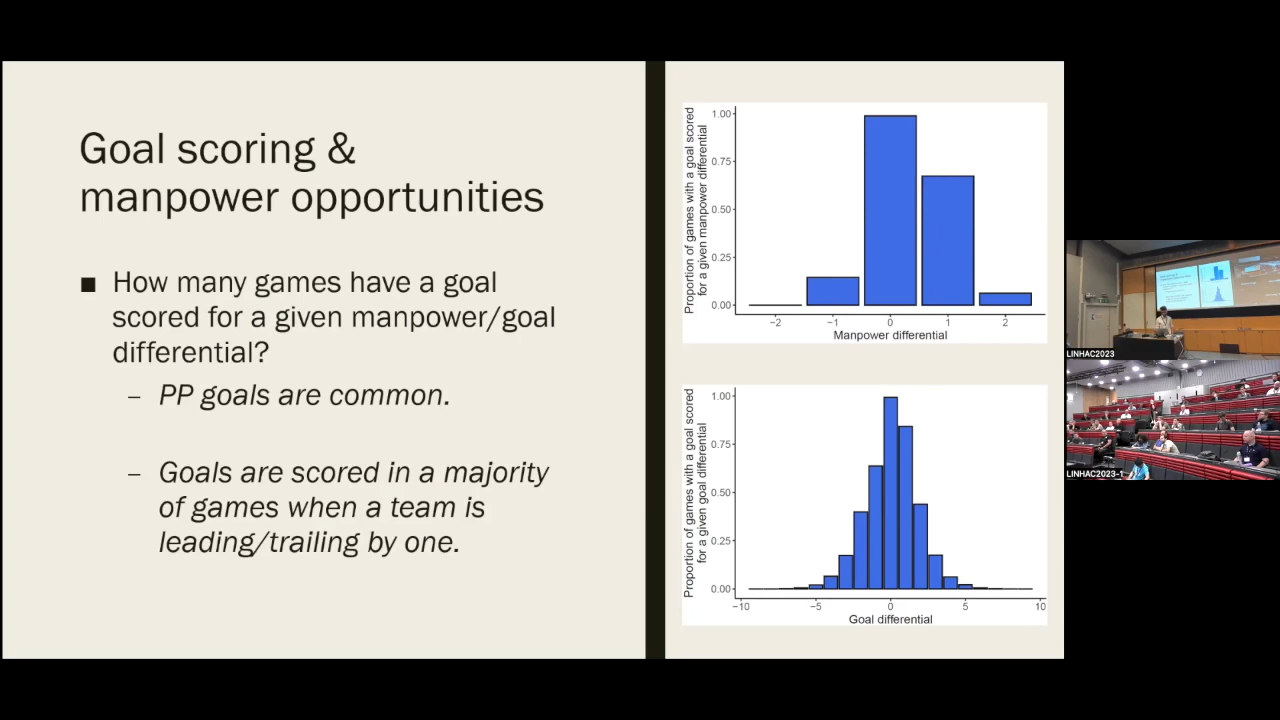 Goal scoring &
manpower opportunities
■ How many games have a goal
scored for a given manpower/goal
differential?
– PP goals are common.
– Goals are scored in a majority
of games when a team is
leading/trailing by one.
Proportion of games with a goal scored
for a given manpower differential
1.00
0.75
0.50
0.25
0.00
−2 −1 0 1 2
Manpower differential
Proportion of games with a goal scored
for a given goal differential
1.00
0.75
0.50
0.25
0.00
−10 −5 0 5 10
Goal differential
LINHAC2023
LINHAC2023-1